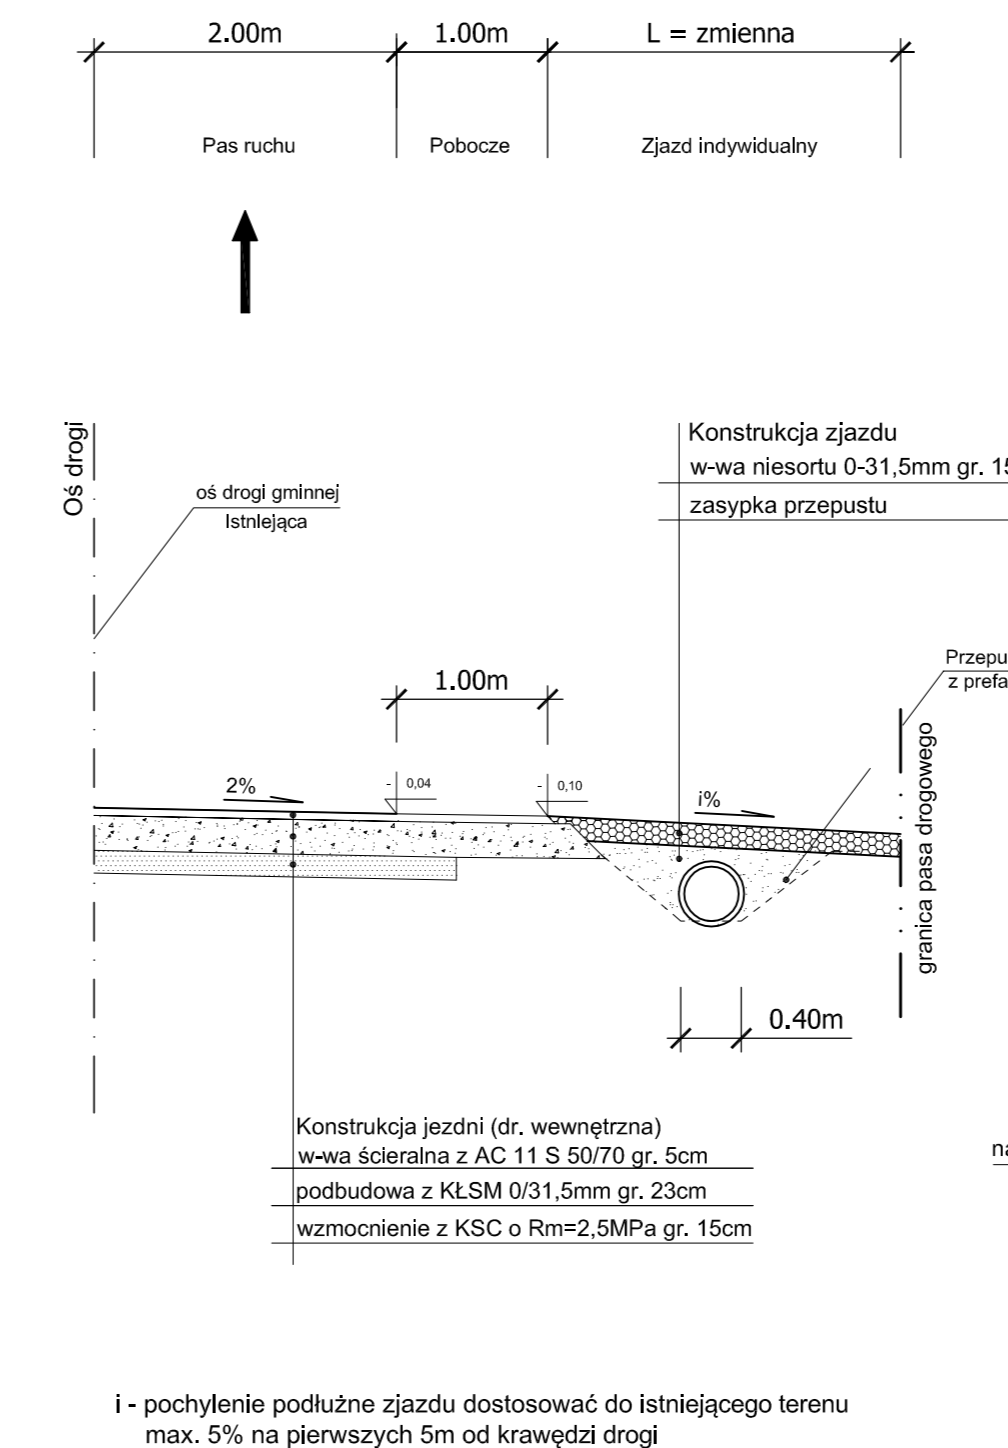 2.00m 1.00m L = zmienna
Pas ruchu Pobocze Zjazd indywidualny
Oś drogi
oś drogi gminnej
Istniejąca
Konstrukcja zjazdu
w-wa niesortu 0-31,5mm gr.
zasypka przepustu
z
1.00m
2%
- 0,04
- 0,10
i%
granica pasa drogowego
0.40m
Konstrukcja jezdni (dr. wewnętrzna)
w-wa ścieralna z AC 11 S 50/70 gr. 5cm
podbudowa z KŁSM 0/31,5mm gr. 23cm
wzmocnienie z KSC o Rm=2,5MPa gr. 15cm
i - pochylenie podłużne zjazdu dostosować do istniejącego terenu
max. 5% na pierwszych 5m od krawędzi drogi